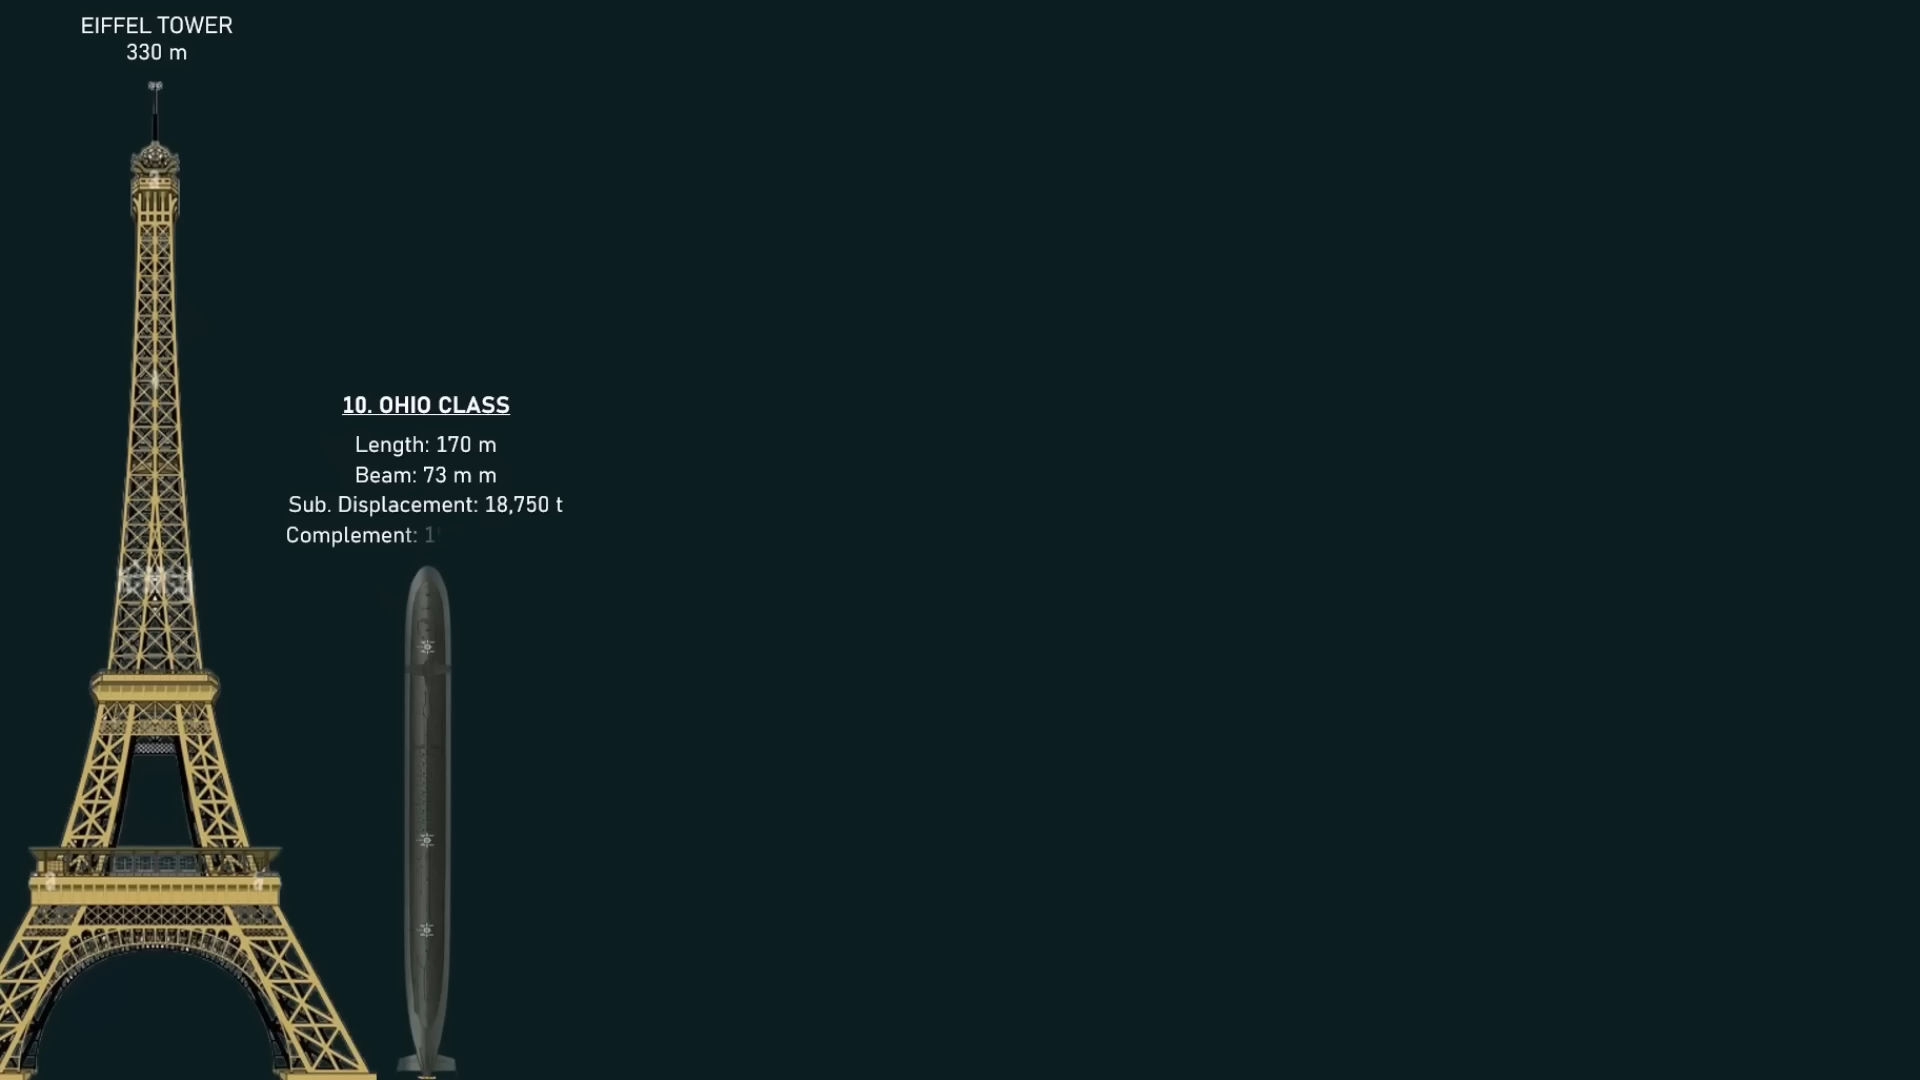 EIFFEL TOWER
330 m
10. OHIO CLASS
Length: 170 m
Beam: 73 m m
Sub. Displacement: 18,750 t
Complement: